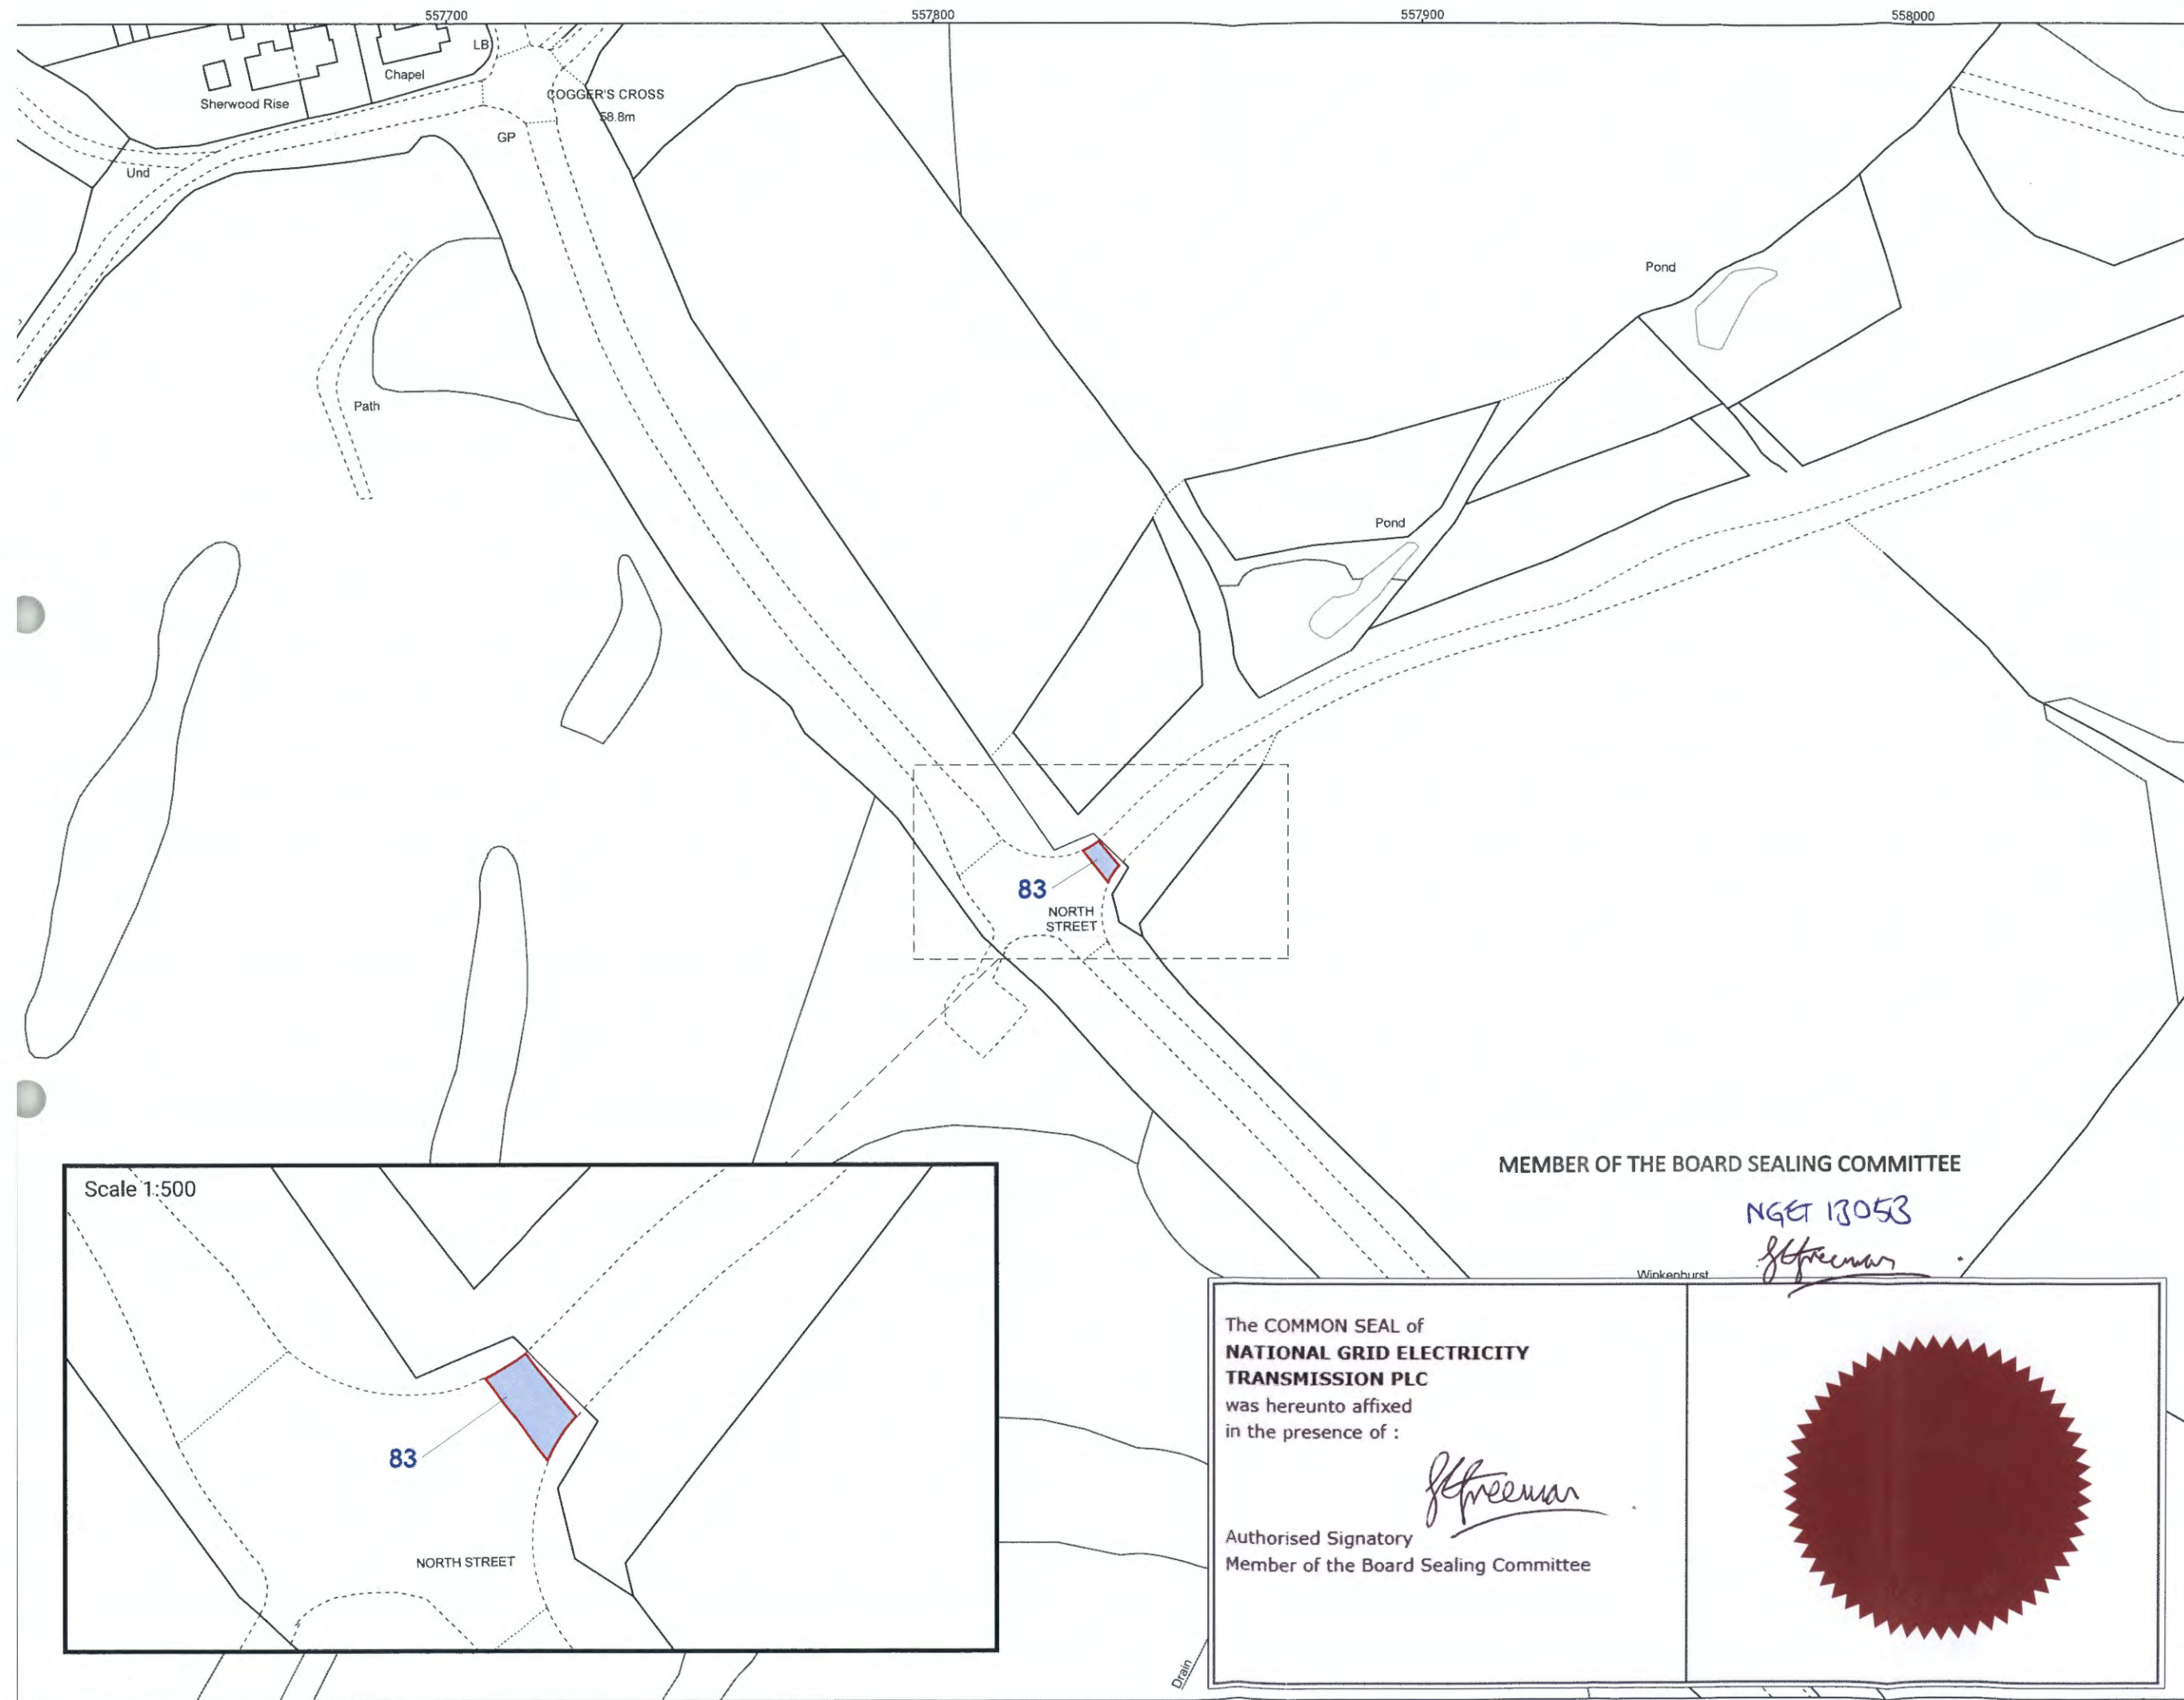 557700
557800
557900
558000
LB
Chapel
Sherwood Rise
COGGER'S CROSS
58.8m
GP
Und
Pond
Path
Pond
83
NORTH
STREET
MEMBER OF THE BOARD SEALING COMMITTEE
NGET 13053
Scale 1:500
83
NORTH STREET
Winkenhurst
The COMMON SEAL of
NATIONAL GRID ELECTRICITY
TRANSMISSION PLC
was hereunto affixed
in the presence of :
Authorised Signatory
Member of the Board Sealing Committee
Drain